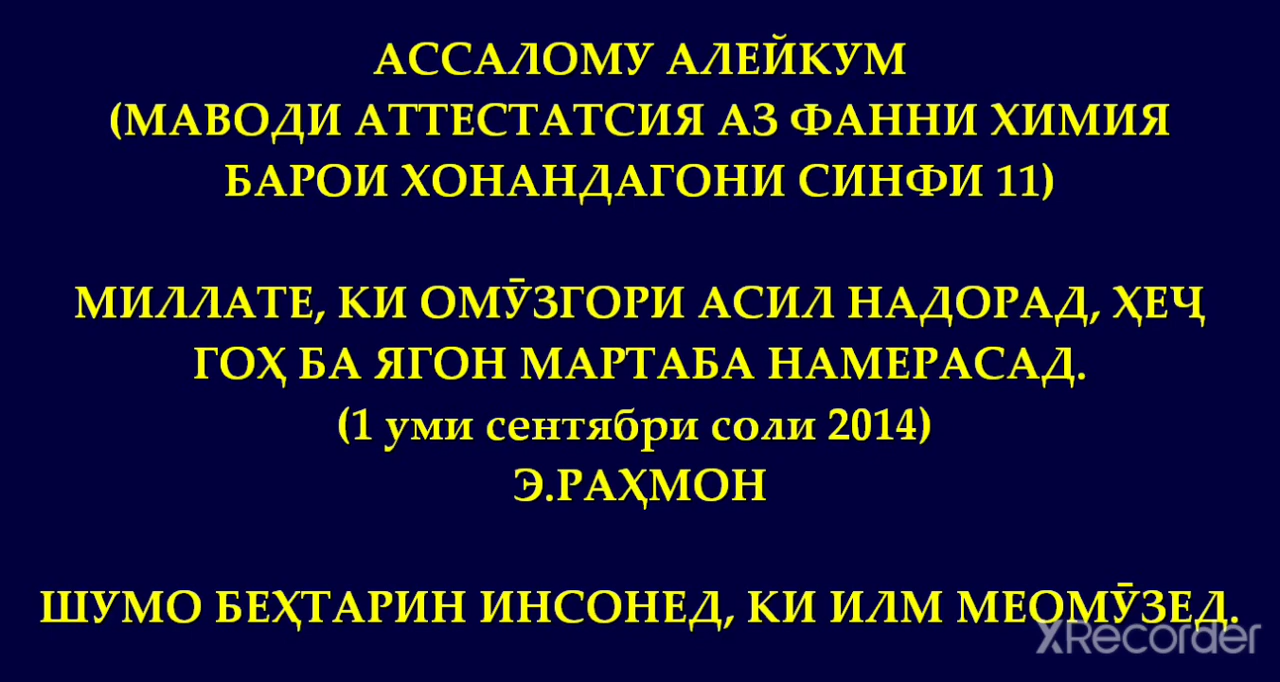 АССАЛОМУ АЛЕЙКУМ
(МАВОДИ АТТЕСТАТСИЯ АЗ ФАННИ ХИМИЯ
БАРОИ ХОНАНДАГОНИ СИНФИ 11)
МИЛЛАТЕ, КИ ОМӮЗГОРИ АСИЛ НАДОРАД, ҲЕҶ
ГОҲ БА ЯГОН МАРТАБА НАМЕРАСАД.
(1 уми сентябри соли 2014)
Э.РАҲМОН
ШУМО БЕҲТАРИН ИНСОНЕД, КИ ИЛМ МЕОМӮЗЕД.
XRecorder